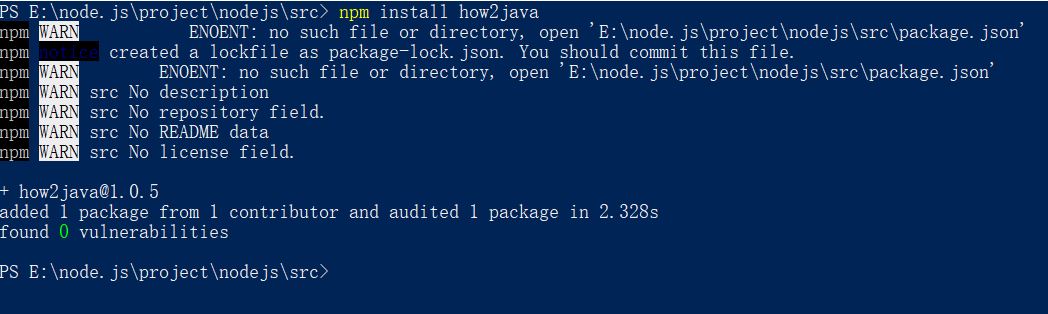 PS E:\node.js\project\nodejs\src> npm install how2java
npm WARN ENOENT: no such file or directory, open 'E:\node.js\project\nodejs\src\package.json'
npm notice created a lockfile as package-lock.json. You should commit this file.
npm WARN ENOENT: no such file or directory, open 'E:\node.js\project\nodejs\src\package.json'
npm WARN src No description
npm WARN src No repository field.
npm WARN src No README data
npm WARN src No license field.
+ how2java@1.0.5
added 1 package from 1 contributor and audited 1 package in 2.328s
found 0 vulnerabilities
PS E:\node.js\project\nodejs\src>